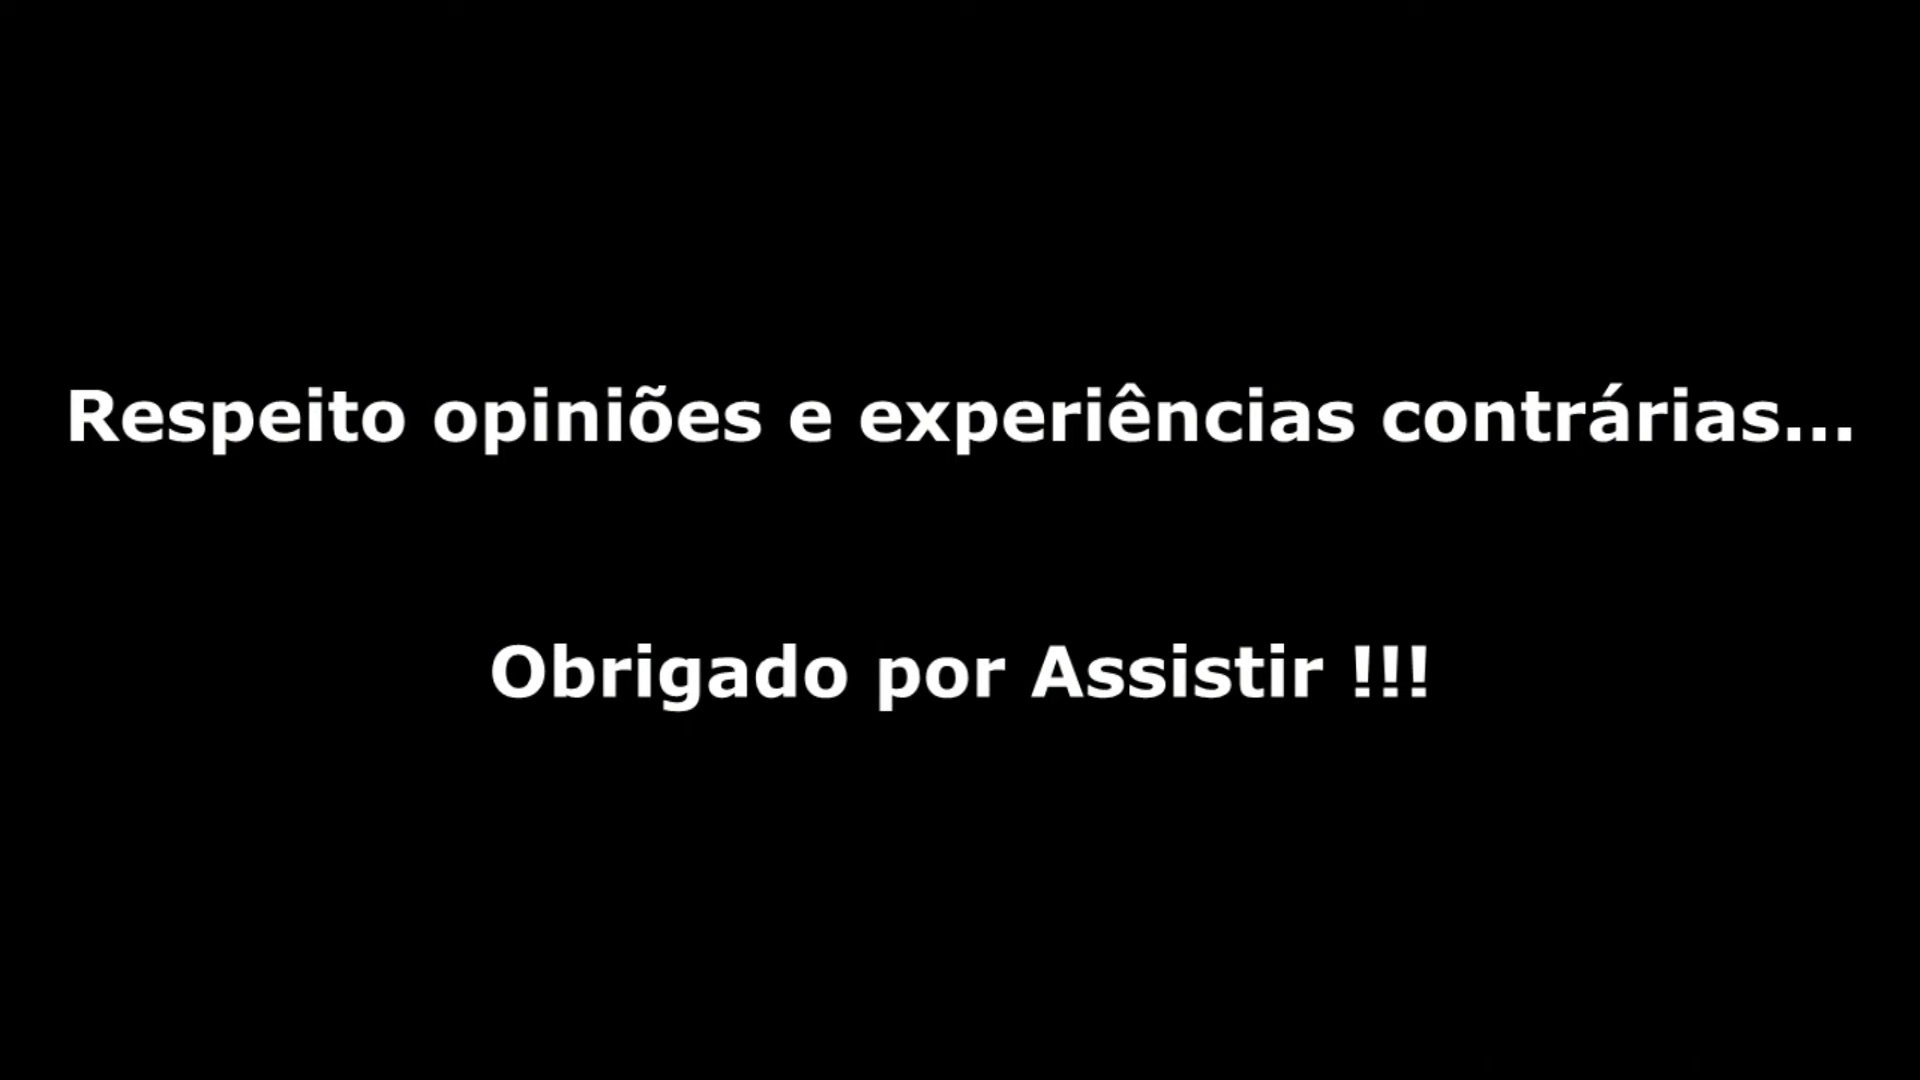 Respeito opiniões e experiências contrárias...
Obrigado por Assistir !!!